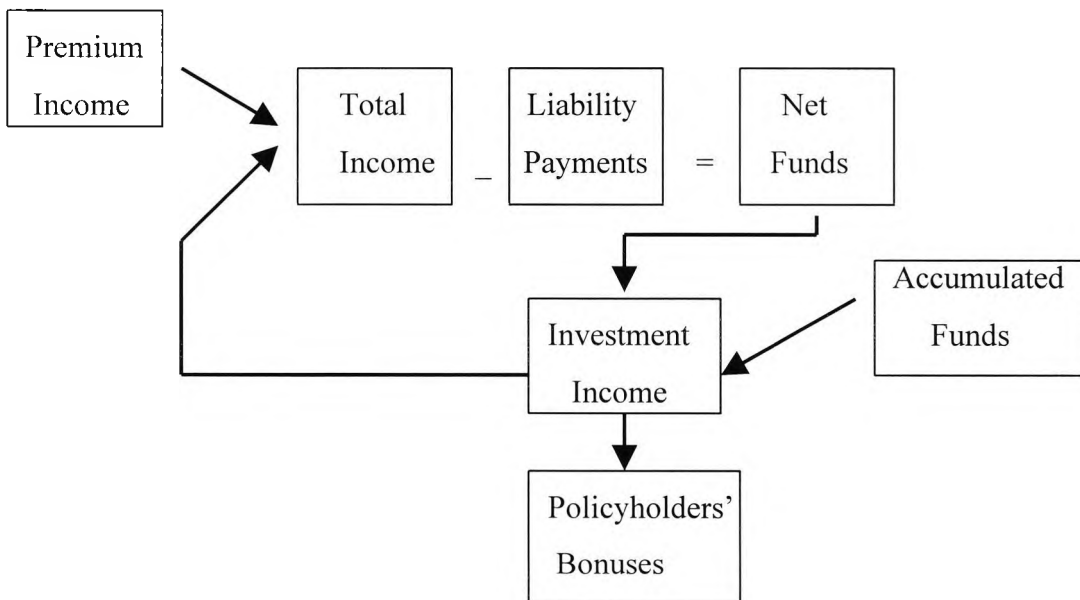 Premium
Income
Total
Income
–
Liability
Payments
=
Net
Funds
Accumulated
Funds
Investment
Income
Policyholders’
Bonuses